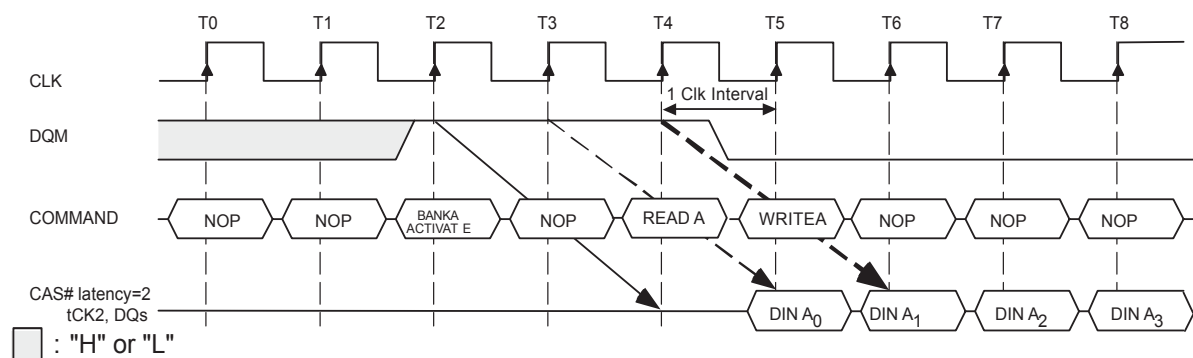 T0 T1 T2 T3 T4 T5 T6 T7 T8
CLK
1 Clk Interval
DQM
COMMAND NOP NOP BANKA ACTIVAT E NOP READ A WRITEA NOP NOP NOP
CAS# latency=2
tCK2, DQs DIN A0 DIN A1 DIN A2 DIN A3
: "H" or "L"